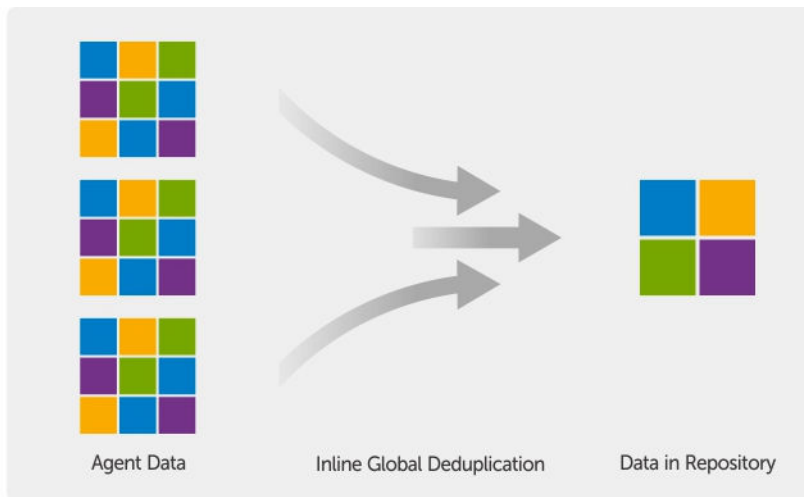 Agent Data
Inline Global Deduplication
Data in Repository